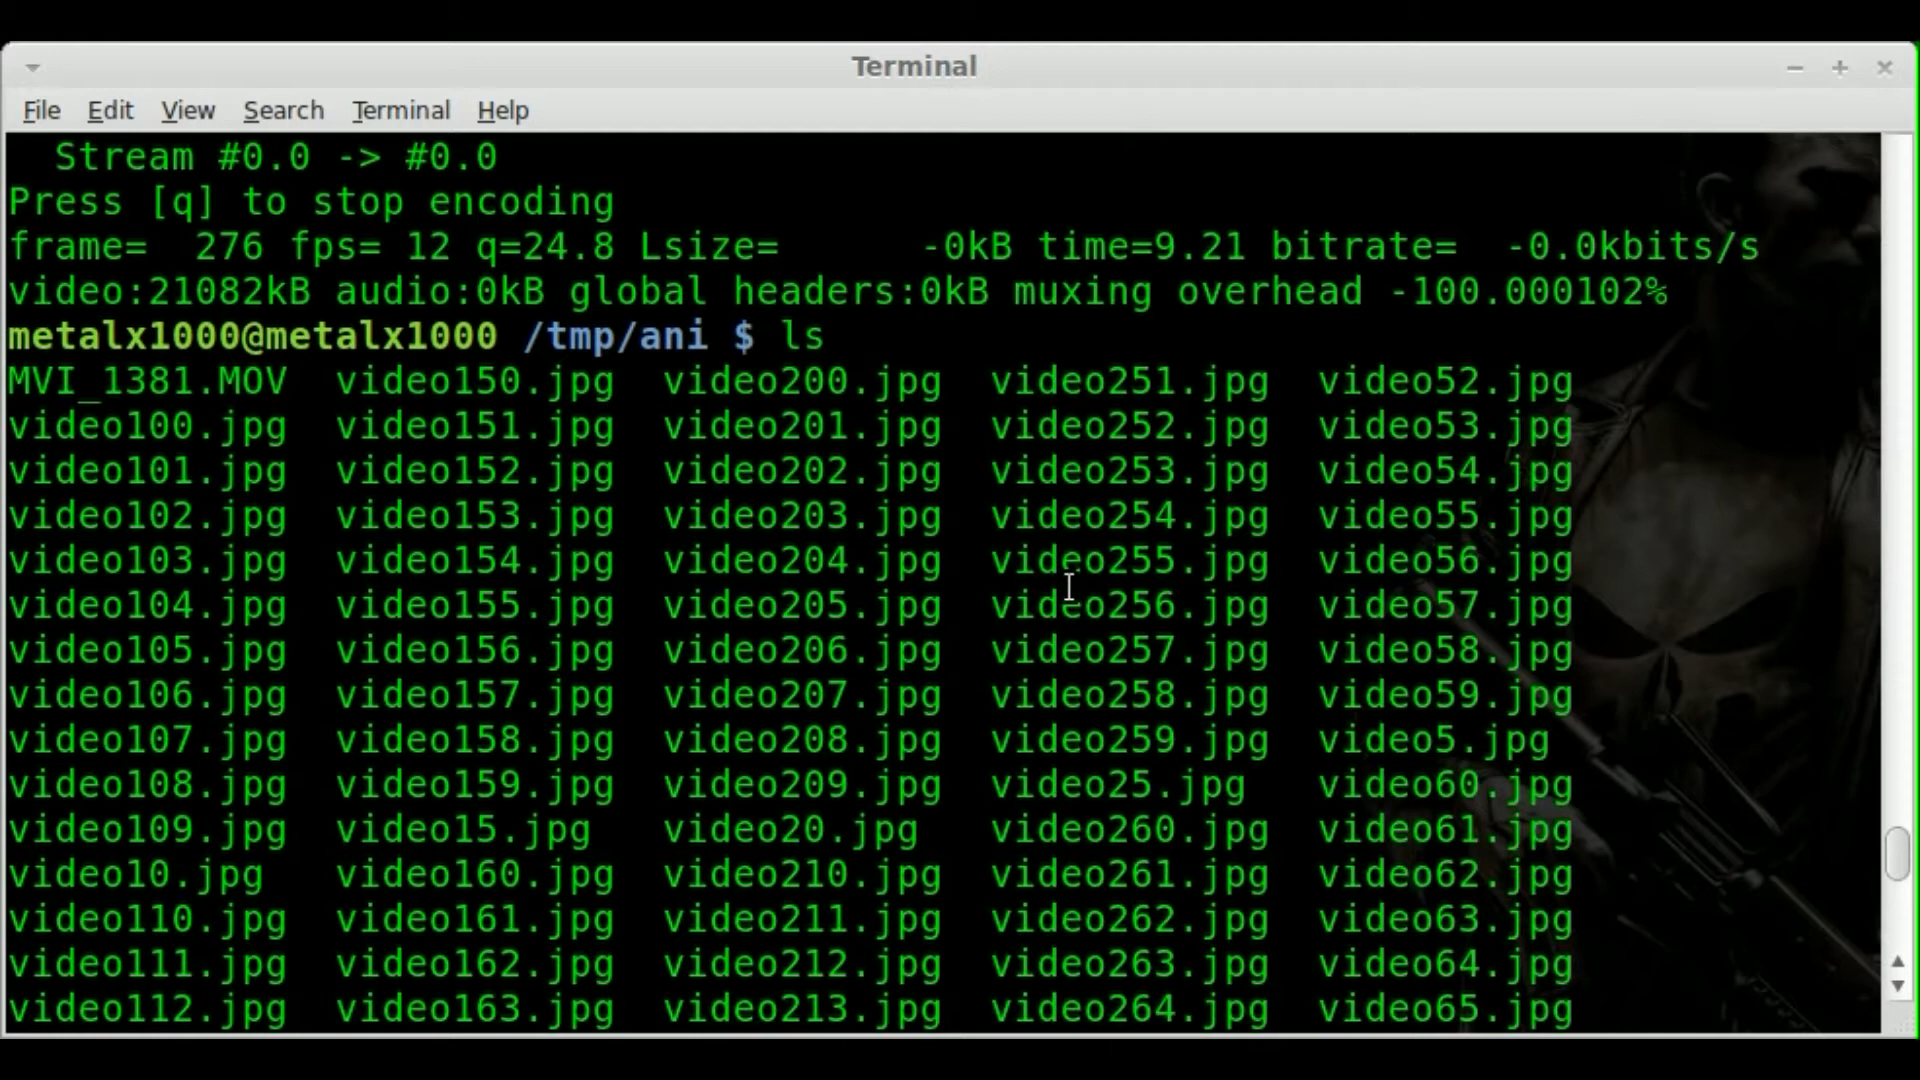 Terminal
File Edit View Search Terminal Help
Stream #0.0 -> #0.0
Press [q] to stop encoding
frame=  276 fps= 12 q=24.8 Lsize=      -0kB time=9.21 bitrate=  -0.0kbits/s
video:21082kB audio:0kB global headers:0kB muxing overhead -100.000102%
metalx1000@metalx1000 /tmp/ani $ ls
MVI_1381.MOV  video150.jpg  video200.jpg  video251.jpg  video52.jpg
video100.jpg  video151.jpg  video201.jpg  video252.jpg  video53.jpg
video101.jpg  video152.jpg  video202.jpg  video253.jpg  video54.jpg
video102.jpg  video153.jpg  video203.jpg  video254.jpg  video55.jpg
video103.jpg  video154.jpg  video204.jpg  video255.jpg  video56.jpg
video104.jpg  video155.jpg  video205.jpg  video256.jpg  video57.jpg
video105.jpg  video156.jpg  video206.jpg  video257.jpg  video58.jpg
video106.jpg  video157.jpg  video207.jpg  video258.jpg  video59.jpg
video107.jpg  video158.jpg  video208.jpg  video259.jpg  video5.jpg
video108.jpg  video159.jpg  video209.jpg  video25.jpg   video60.jpg
video109.jpg  video15.jpg   video20.jpg   video260.jpg  video61.jpg
video10.jpg   video160.jpg  video210.jpg  video261.jpg  video62.jpg
video110.jpg  video161.jpg  video211.jpg  video262.jpg  video63.jpg
video111.jpg  video162.jpg  video212.jpg  video263.jpg  video64.jpg
video112.jpg  video163.jpg  video213.jpg  video264.jpg  video65.jpg